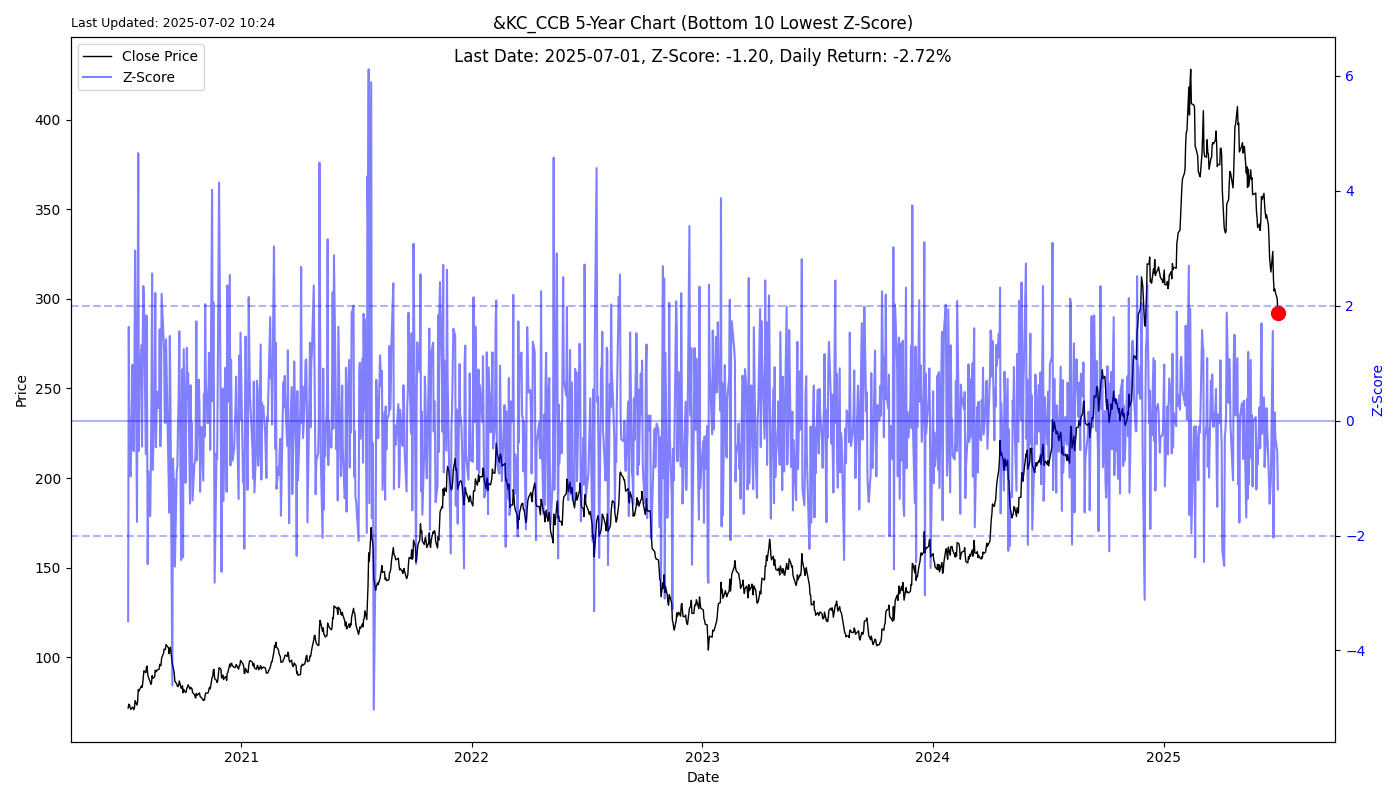 Last Updated: 2025-07-02 10:24
&KC_CCB 5-Year Chart (Bottom 10 Lowest Z-Score)
Last Date: 2025-07-01, Z-Score: -1.20, Daily Return: -2.72%
Close Price
Z-Score
400
350
300
250
200
150
100
Price
6
4
2
0
−2
−4
Z-Score
2021
2022
2023
2024
2025
Date